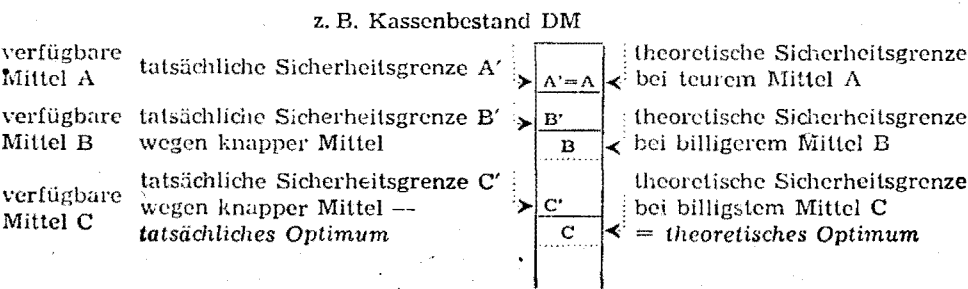 z. B. Kassenbestand DM
verfügbare
Mittel A
tatsächliche Sicherheitsgrenze A'
A'=A
theoretische Sicherheitsgrenze
bei teurem Mittel A
verfügbare
Mittel B
tatsächliche Sicherheitsgrenze B'
wegen knapper Mittel
B'
B
theoretische Sicherheitsgrenze
bei billigerem Mittel B
verfügbare
Mittel C
tatsächliche Sicherheitsgrenze C'
wegen knapper Mittel —
tatsächliches Optimum
C'
C
theoretische Sicherheitsgrenze
bei billigstem Mittel C
= theoretisches Optimum